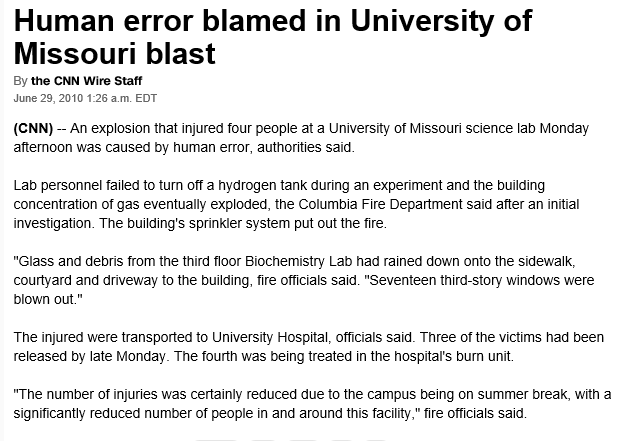 Human error blamed in University of
Missouri blast
By the CNN Wire Staff
June 29, 2010 1:26 a.m. EDT
(CNN) -- An explosion that injured four people at a University of Missouri science lab Monday
afternoon was caused by human error, authorities said.
Lab personnel failed to turn off a hydrogen tank during an experiment and the building
concentration of gas eventually exploded, the Columbia Fire Department said after an initial
investigation. The building's sprinkler system put out the fire.
"Glass and debris from the third floor Biochemistry Lab had rained down onto the sidewalk,
courtyard and driveway to the building, fire officials said. "Seventeen third-story windows were
blown out."
The injured were transported to University Hospital, officials said. Three of the victims had been
released by late Monday. The fourth was being treated in the hospital's burn unit.
"The number of injuries was certainly reduced due to the campus being on summer break, with a
significantly reduced number of people in and around this facility," fire officials said.